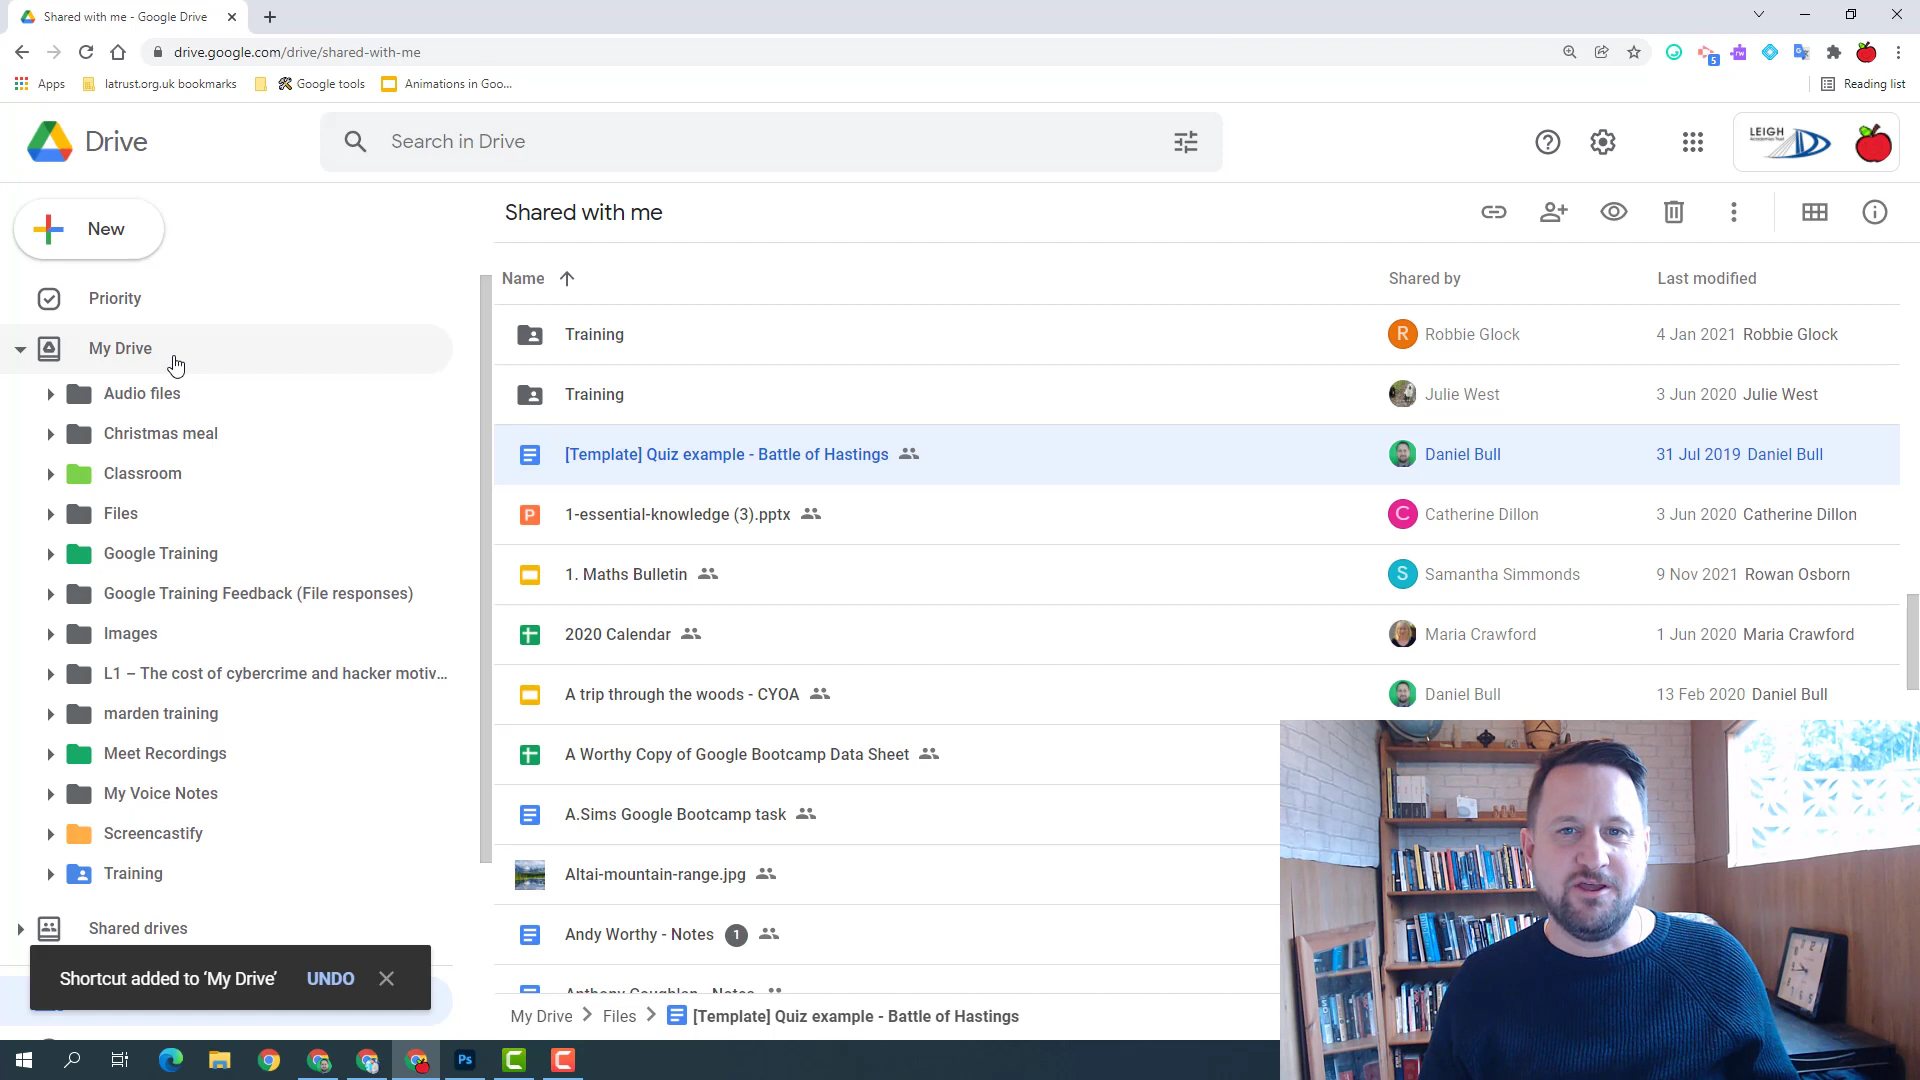 Shared with me - Google Drive
drive.google.com/drive/shared-with-me
5
rw
Apps
latrust.org.uk bookmarks
Google tools
Animations in Goo...
Reading list
Drive
Search in Drive
LEIGH
New
Shared with me
Priority
Name
Shared by
Last modified
My Drive
Training
R
Robbie Glock
4 Jan 2021 Robbie Glock
Audio files
Training
Julie West
3 Jun 2020 Julie West
Christmas meal
[Template] Quiz example - Battle of Hastings
Daniel Bull
31 Jul 2019 Daniel Bull
Classroom
Files
P
1-essential-knowledge (3).pptx
C
Catherine Dillon
3 Jun 2020 Catherine Dillon
Google Training
1. Maths Bulletin
S
Samantha Simmonds
9 Nov 2021 Rowan Osborn
Google Training Feedback (File responses)
Images
2020 Calendar
Maria Crawford
1 Jun 2020 Maria Crawford
L1 – The cost of cybercrime and hacker motiv...
A trip through the woods - CYOA
Daniel Bull
13 Feb 2020 Daniel Bull
marden training
Meet Recordings
A Worthy Copy of Google Bootcamp Data Sheet
My Voice Notes
A.Sims Google Bootcamp task
Screencastify
Training
Altai-mountain-range.jpg
Shared drives
Andy Worthy - Notes
1
Shortcut added to 'My Drive'
UNDO
Anthony Coughlan - Notes
My Drive
Files
[Template] Quiz example - Battle of Hastings
Ps
C
C